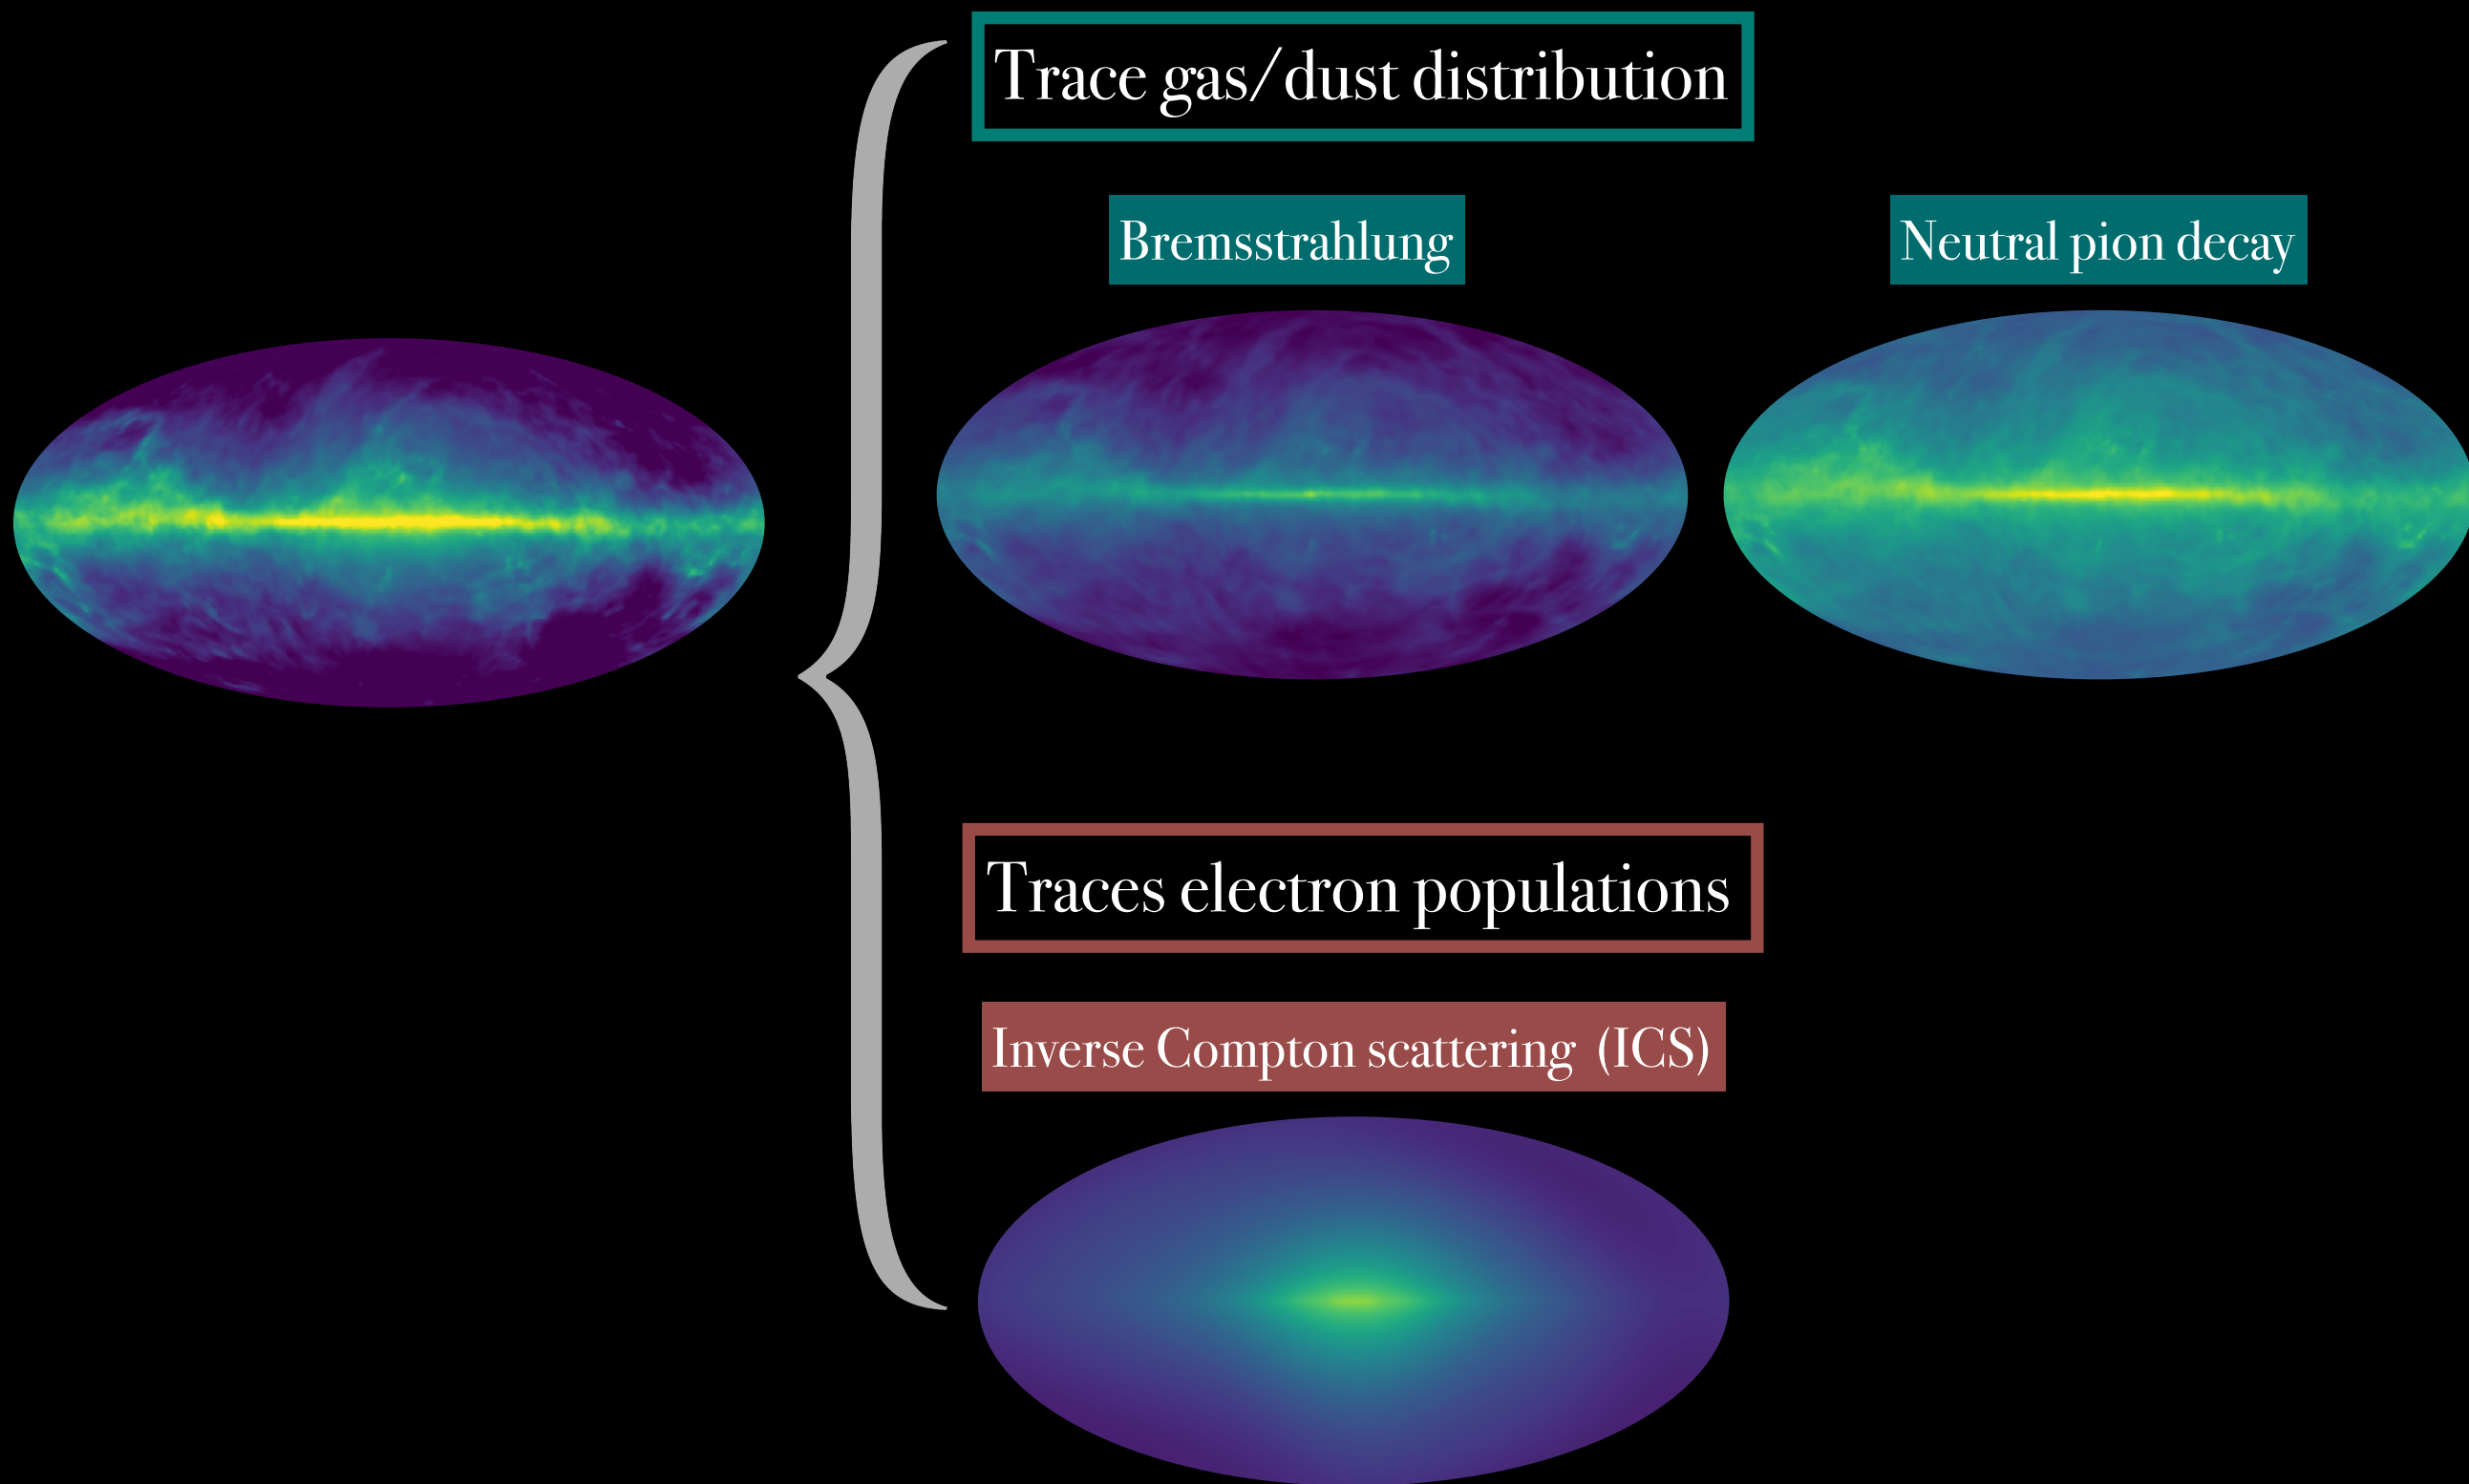 Trace gas/dust distribution
Bremsstrahlung
Neutral pion decay
Traces electron populations
Inverse Compton scattering (ICS)